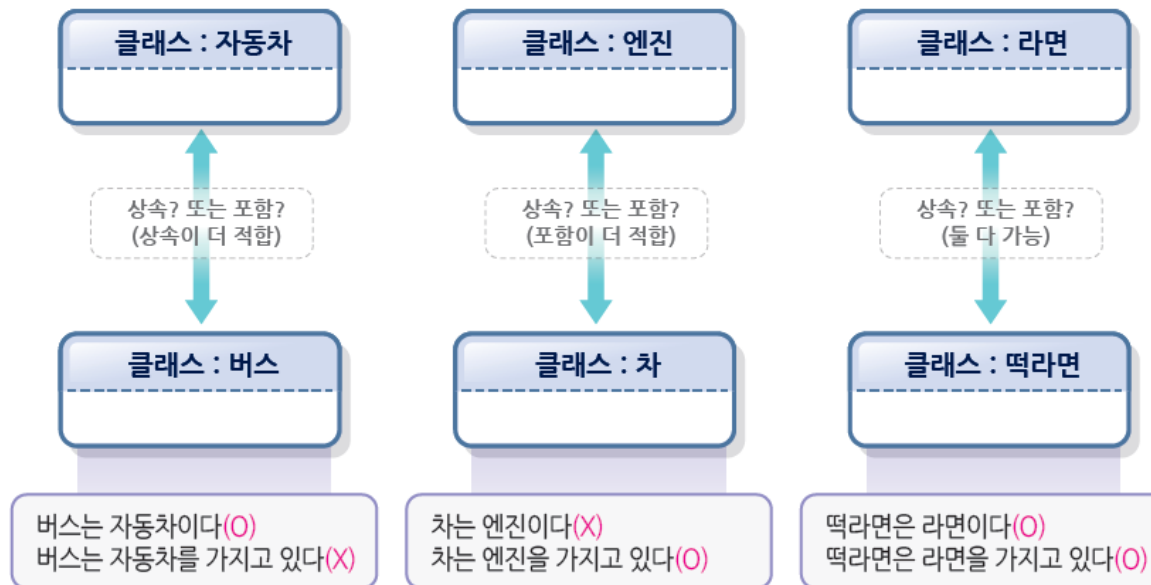 클래스 : 자동차
클래스 : 엔진
클래스 : 라면
상속? 또는 포함?
(상속이 더 적합)
상속? 또는 포함?
(포함이 더 적합)
상속? 또는 포함?
(둘 다 가능)
클래스 : 버스
클래스 : 차
클래스 : 떡라면
버스는 자동차이다(O)
버스는 자동차를 가지고 있다(X)
차는 엔진이다(X)
차는 엔진을 가지고 있다(O)
떡라면은 라면이다(O)
떡라면은 라면을 가지고 있다(O)